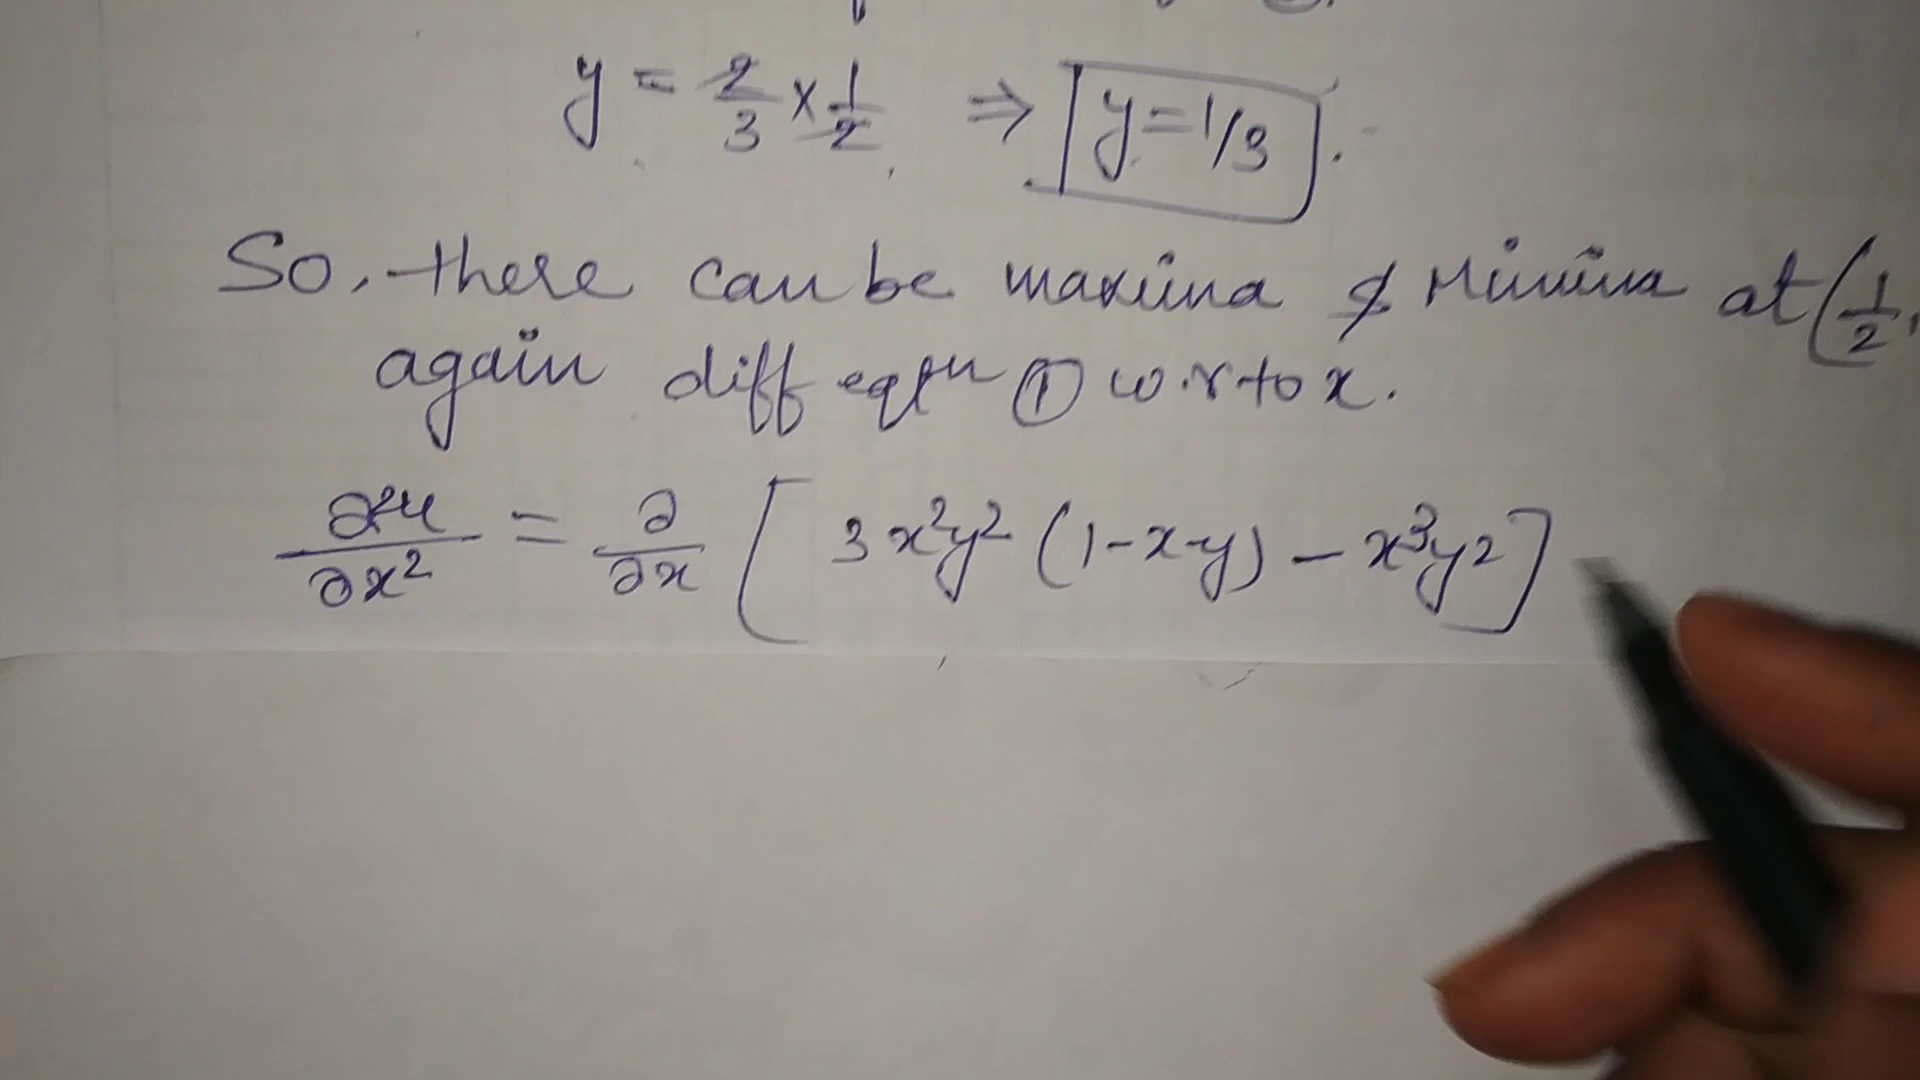 y = 2/3 × 1/2 ⇒ y = 1/3 .
So, there can be maxima & Minima at (1/2,
again diff eqtn ① w.r to x.
∂²u/∂x² = ∂/∂x [ 3x²y² (1-x-y) - x³y² ]